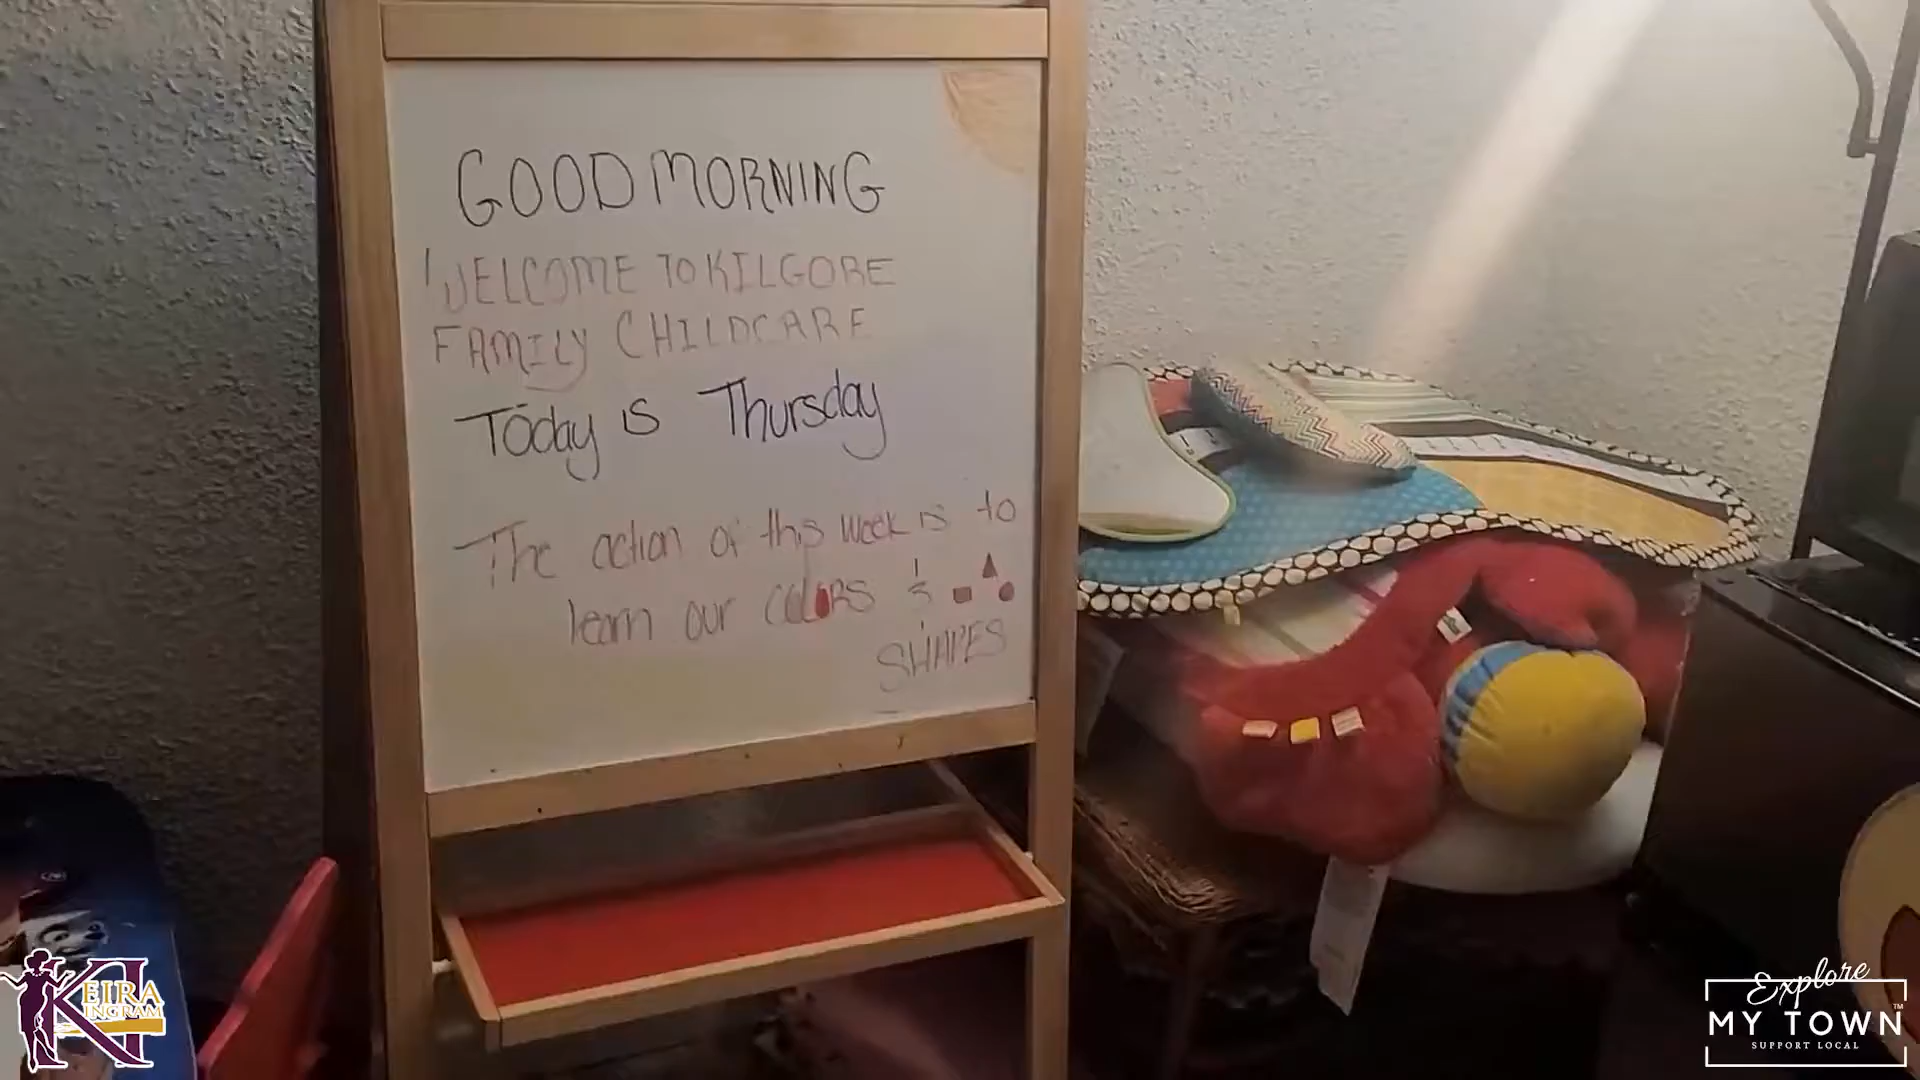 GOOD MORNING
WELCOME TO KILGORE
FAMILY CHILDCARE
Today is Thursday
The action of this week is to
learn our colors &
SHAPES
KEIRA
INGRAM
Explore
MY TOWN™
SUPPORT LOCAL